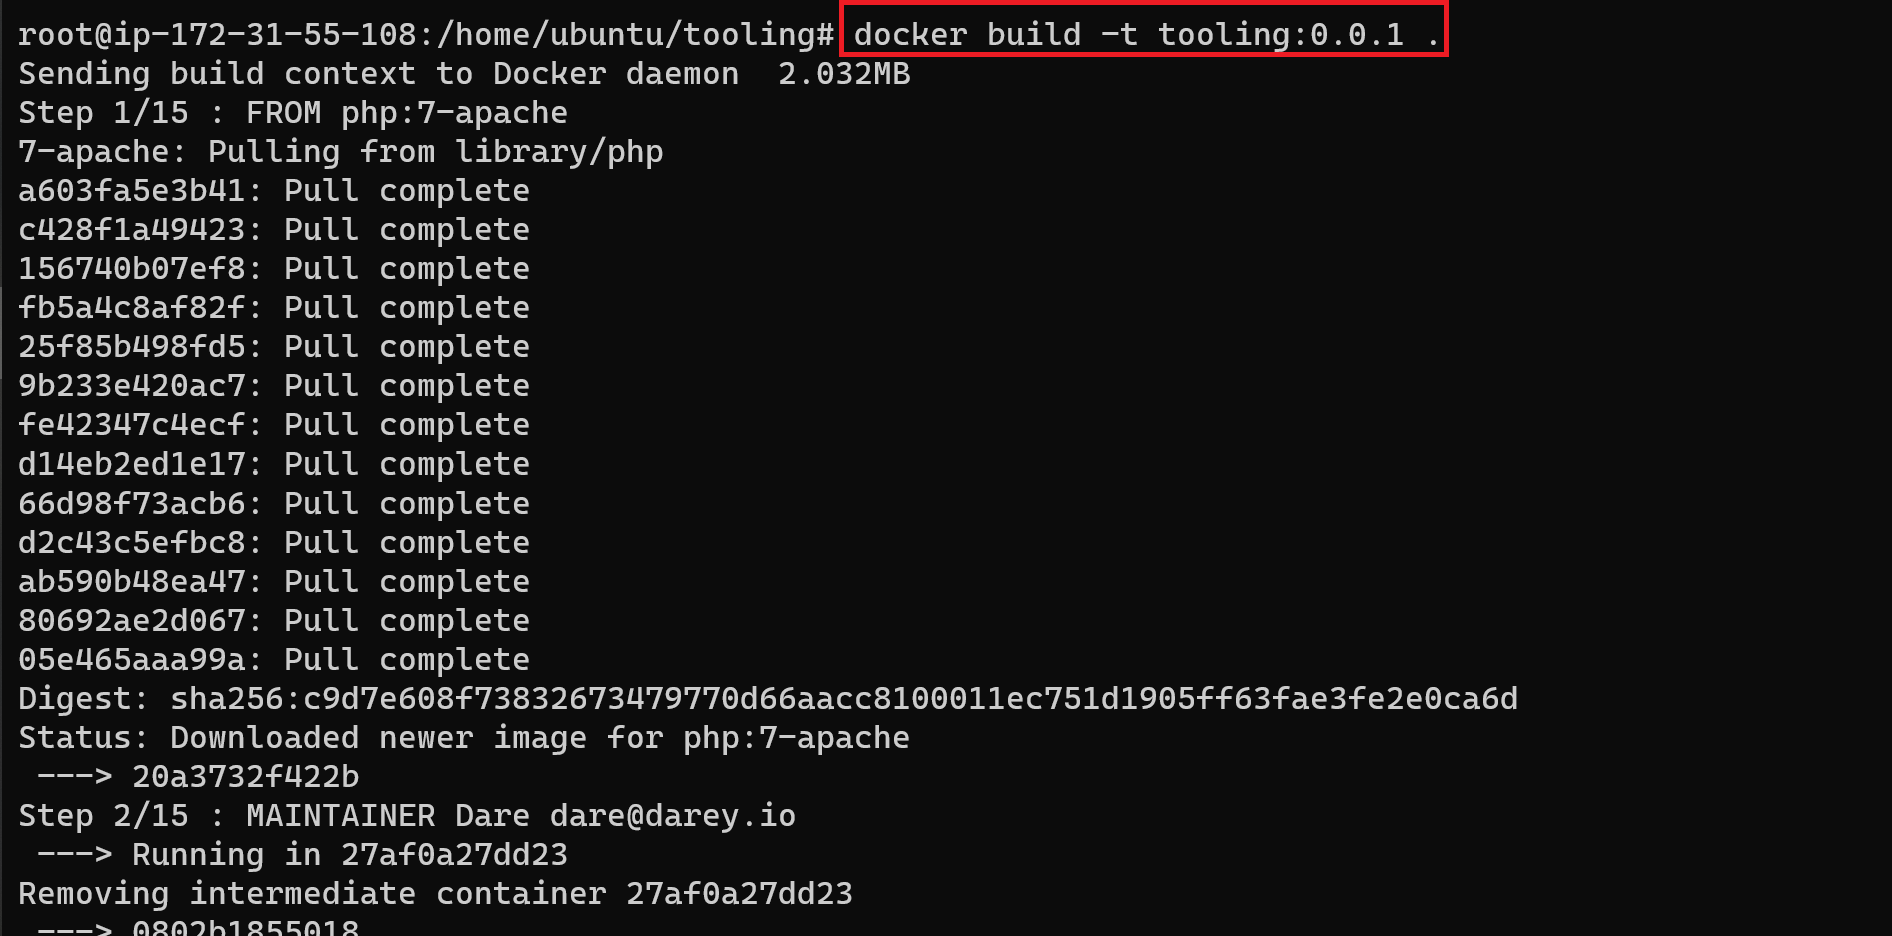 root@ip-172-31-55-108:/home/ubuntu/tooling# docker build -t tooling:0.0.1 .
Sending build context to Docker daemon  2.032MB
Step 1/15 : FROM php:7-apache
7-apache: Pulling from library/php
a603fa5e3b41: Pull complete
c428f1a49423: Pull complete
156740b07ef8: Pull complete
fb5a4c8af82f: Pull complete
25f85b498fd5: Pull complete
9b233e420ac7: Pull complete
fe42347c4ecf: Pull complete
d14eb2ed1e17: Pull complete
66d98f73acb6: Pull complete
d2c43c5efbc8: Pull complete
ab590b48ea47: Pull complete
80692ae2d067: Pull complete
05e465aaa99a: Pull complete
Digest: sha256:c9d7e608f73832673479770d66aacc8100011ec751d1905ff63fae3fe2e0ca6d
Status: Downloaded newer image for php:7-apache
 ---> 20a3732f422b
Step 2/15 : MAINTAINER Dare dare@darey.io
 ---> Running in 27af0a27dd23
Removing intermediate container 27af0a27dd23
 ---> 0802b1855018